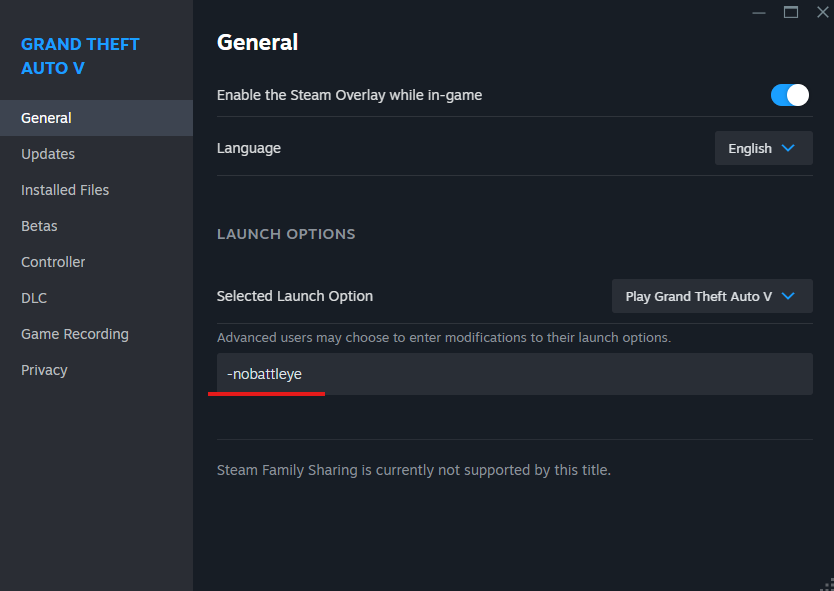 GRAND THEFT
AUTO V
General
Updates
Installed Files
Betas
Controller
DLC
Game Recording
Privacy
General
Enable the Steam Overlay while in-game
Language
English
LAUNCH OPTIONS
Selected Launch Option
Play Grand Theft Auto V
Advanced users may choose to enter modifications to their launch options.
-nobattleye
Steam Family Sharing is currently not supported by this title.